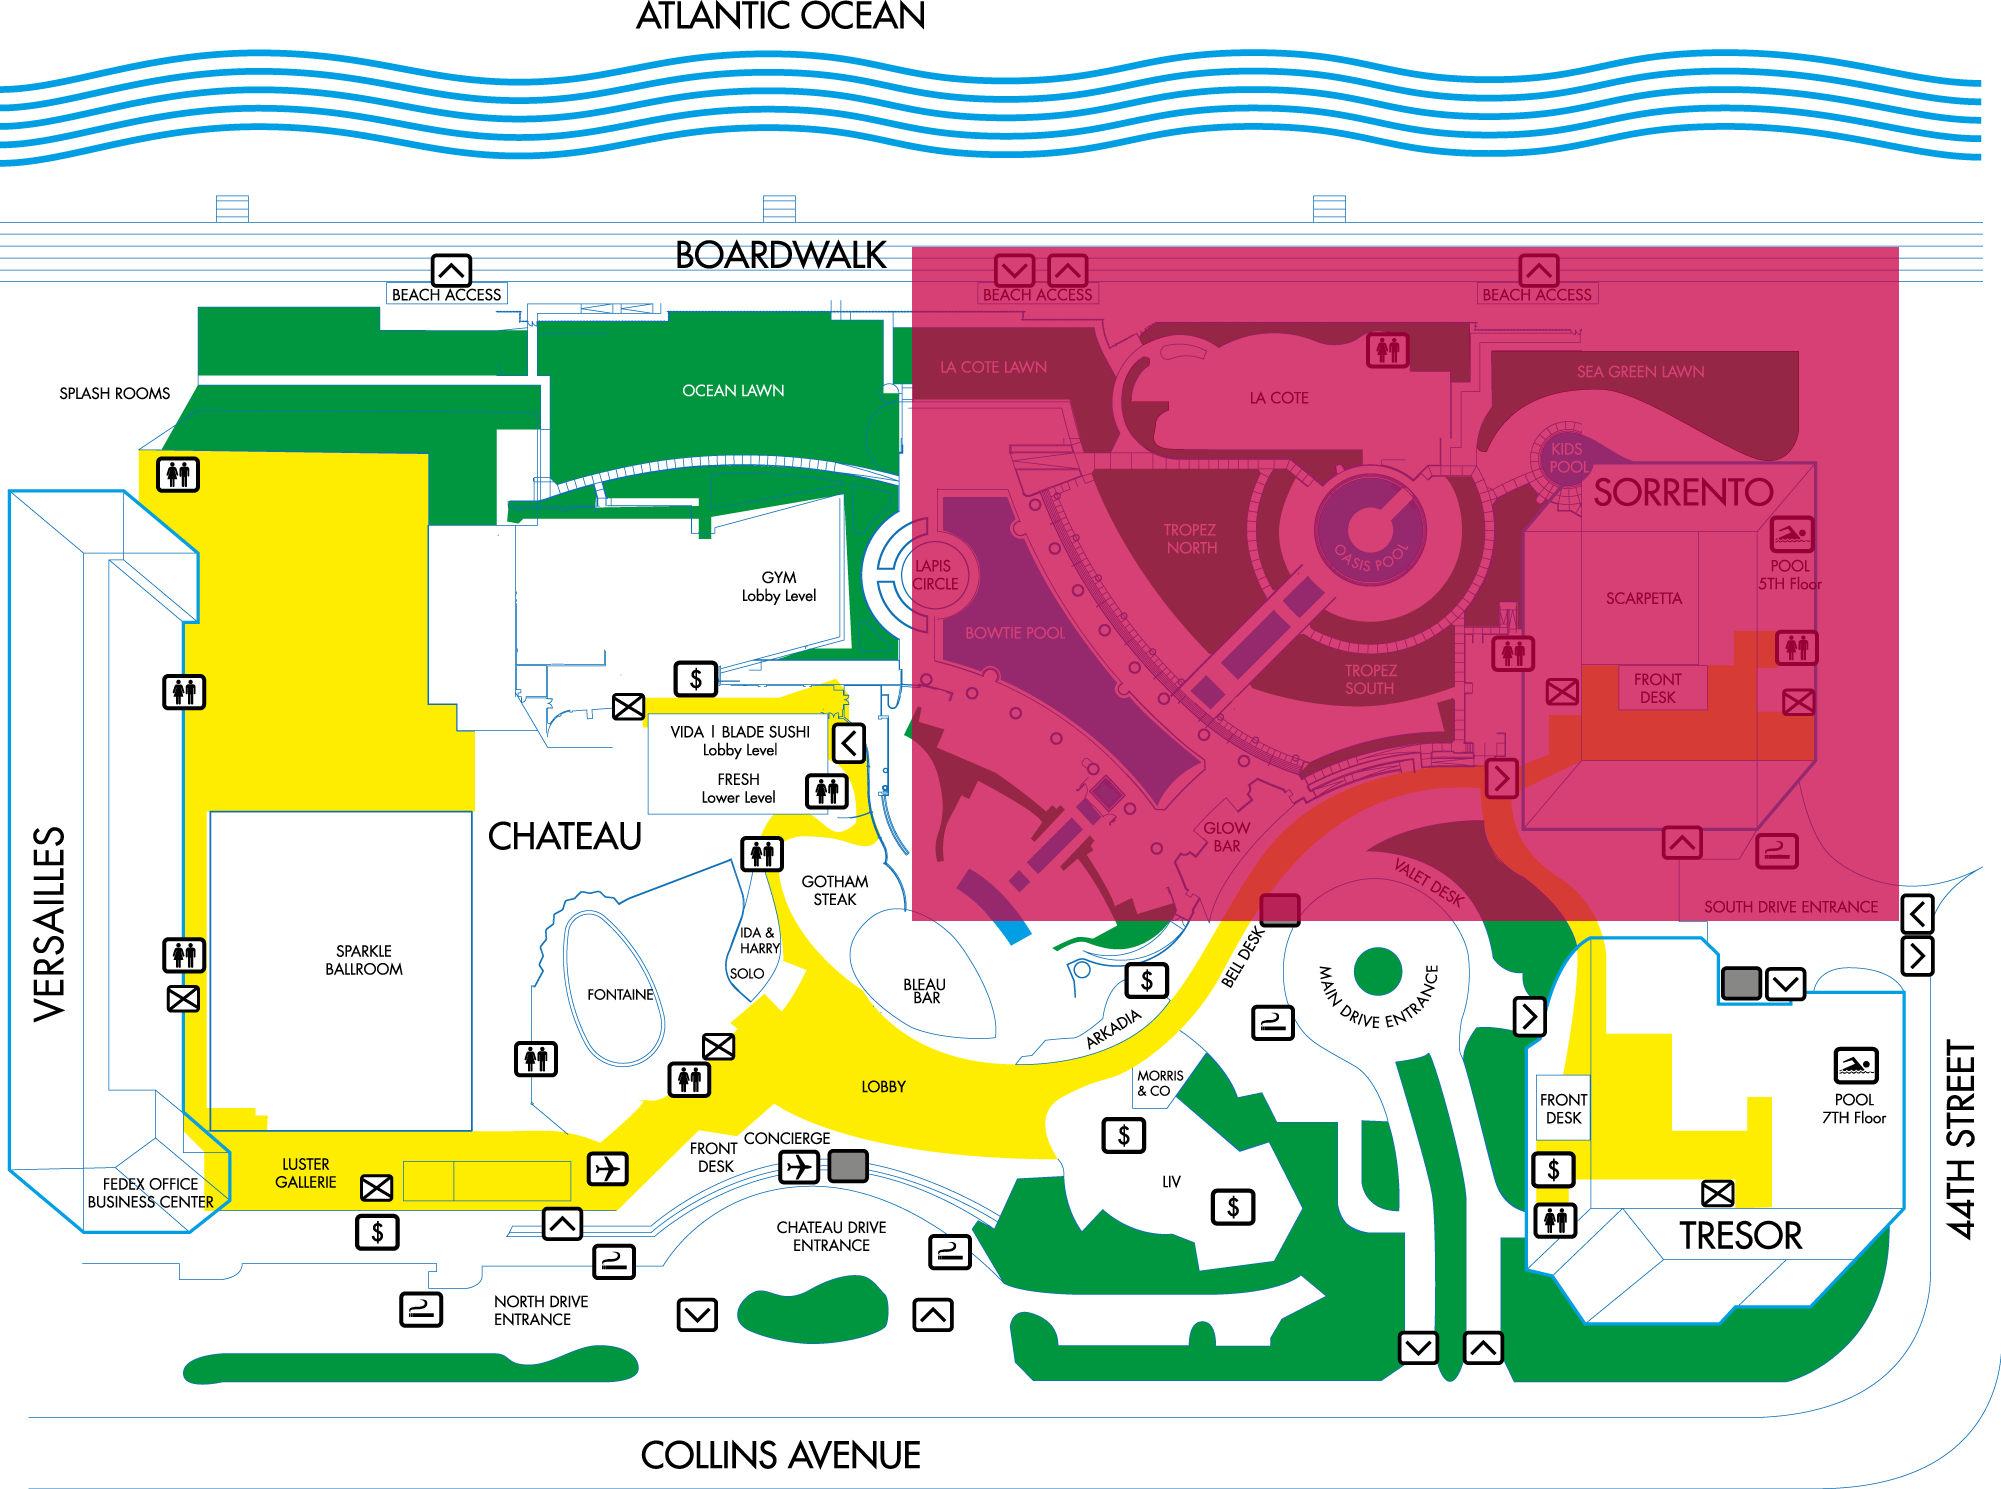 ATLANTIC OCEAN
BOARDWALK
BEACH ACCESS
BEACH ACCESS
BEACH ACCESS
SPLASH ROOMS
OCEAN LAWN
LA COTE LAWN
LA COTE
SEA GREEN LAWN
KIDS
POOL
SORRENTO
TROPEZ
NORTH
OASIS POOL
POOL
5TH Floor
LAPIS
CIRCLE
GYM
Lobby Level
SCARPETTA
BOWTIE POOL
$
TROPEZ
SOUTH
FRONT
DESK
VIDA | BLADE SUSHI
Lobby Level
FRESH
Lower Level
CHATEAU
GLOW
BAR
VALET DESK
VERSAILLES
GOTHAM
STEAK
SOUTH DRIVE ENTRANCE
IDA &
HARRY
SOLO
SPARKLE
BALLROOM
FONTAINE
BLEAU
BAR
$
BELL DESK
MAIN DRIVE ENTRANCE
ARKADIA
LOBBY
MORRIS
& CO
FRONT
DESK
POOL
7TH Floor
44TH STREET
$
CONCIERGE
FRONT
DESK
LUSTER
GALLERIE
FEDEX OFFICE
BUSINESS CENTER
LIV
$
$
$
CHATEAU DRIVE
ENTRANCE
TRESOR
NORTH DRIVE
ENTRANCE
COLLINS AVENUE